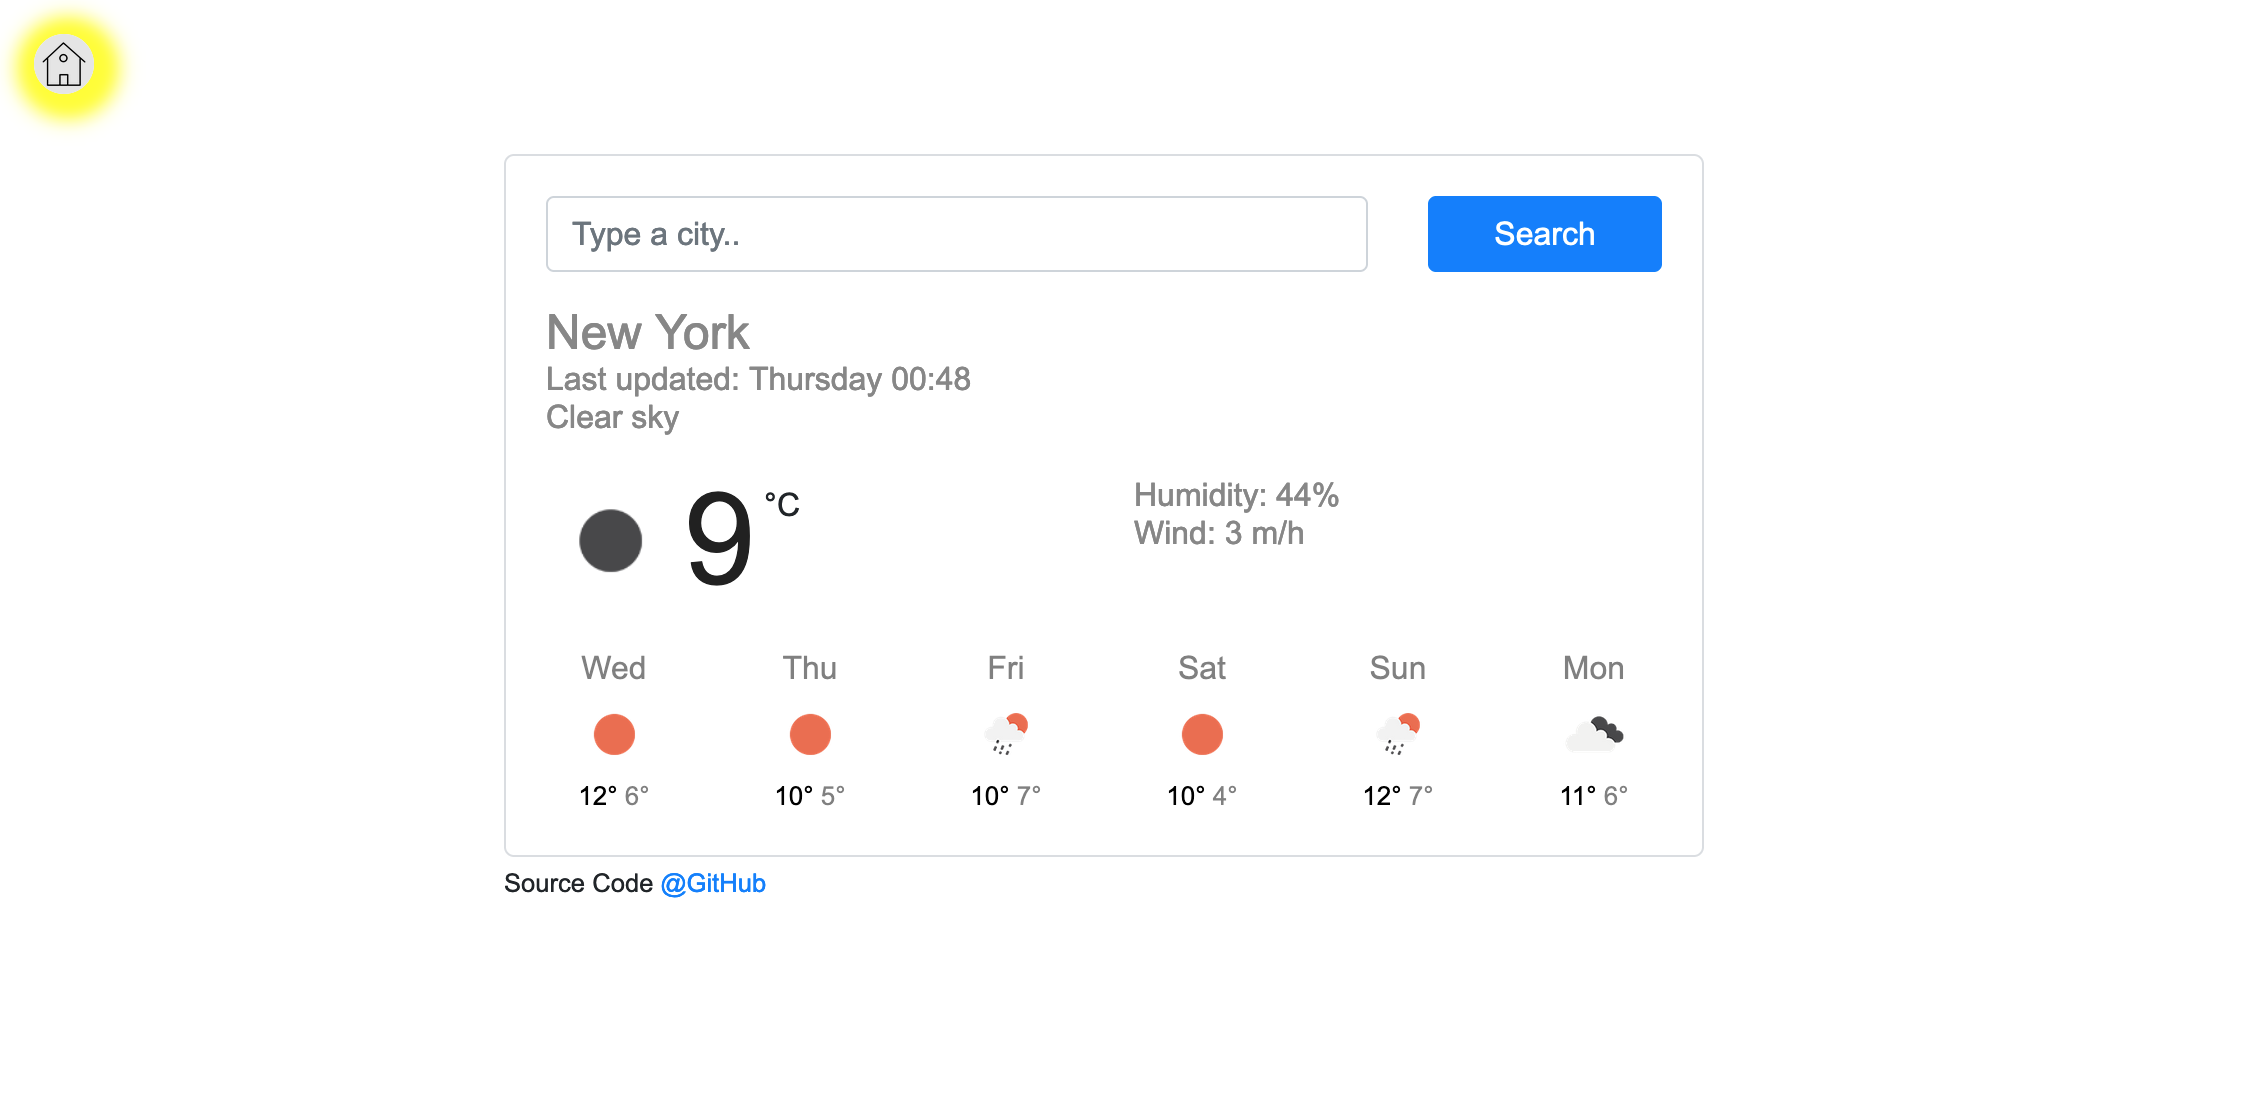 Type a city..
Search
New York
Last updated: Thursday 00:48
Clear sky
9 °C
Humidity: 44%
Wind: 3 m/h
Wed Thu Fri Sat Sun Mon
12° 6° 10° 5° 10° 7° 10° 4° 12° 7° 11° 6°
Source Code @GitHub